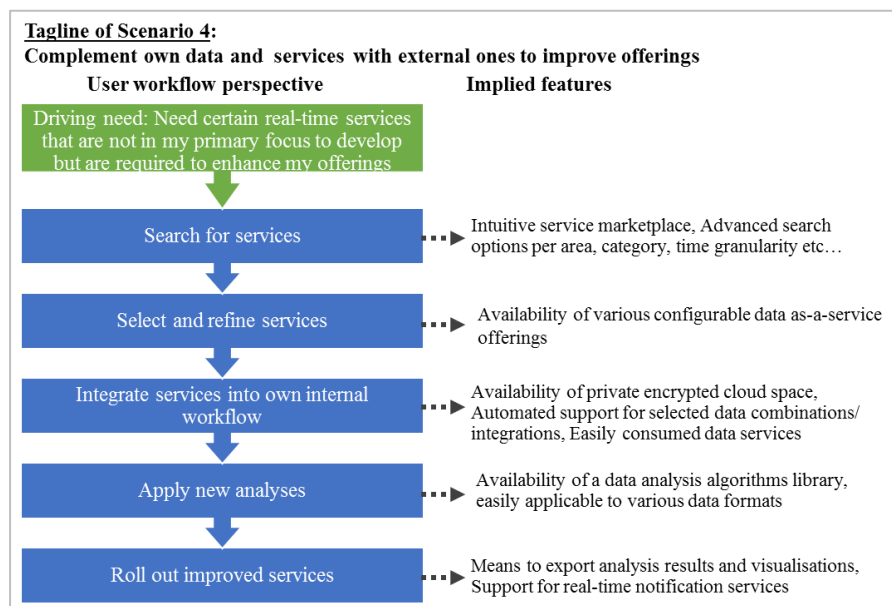 Tagline of Scenario 4:
Complement own data and services with external ones to improve offerings
User workflow perspective
Implied features
Driving need: Need certain real-time services
that are not in my primary focus to develop
but are required to enhance my offerings
Search for services
Intuitive service marketplace, Advanced search
options per area, category, time granularity etc…
Select and refine services
Availability of various configurable data as-a-service
offerings
Integrate services into own internal
workflow
Availability of private encrypted cloud space,
Automated support for selected data combinations/
integrations, Easily consumed data services
Apply new analyses
Availability of a data analysis algorithms library,
easily applicable to various data formats
Roll out improved services
Means to export analysis results and visualisations,
Support for real-time notification services